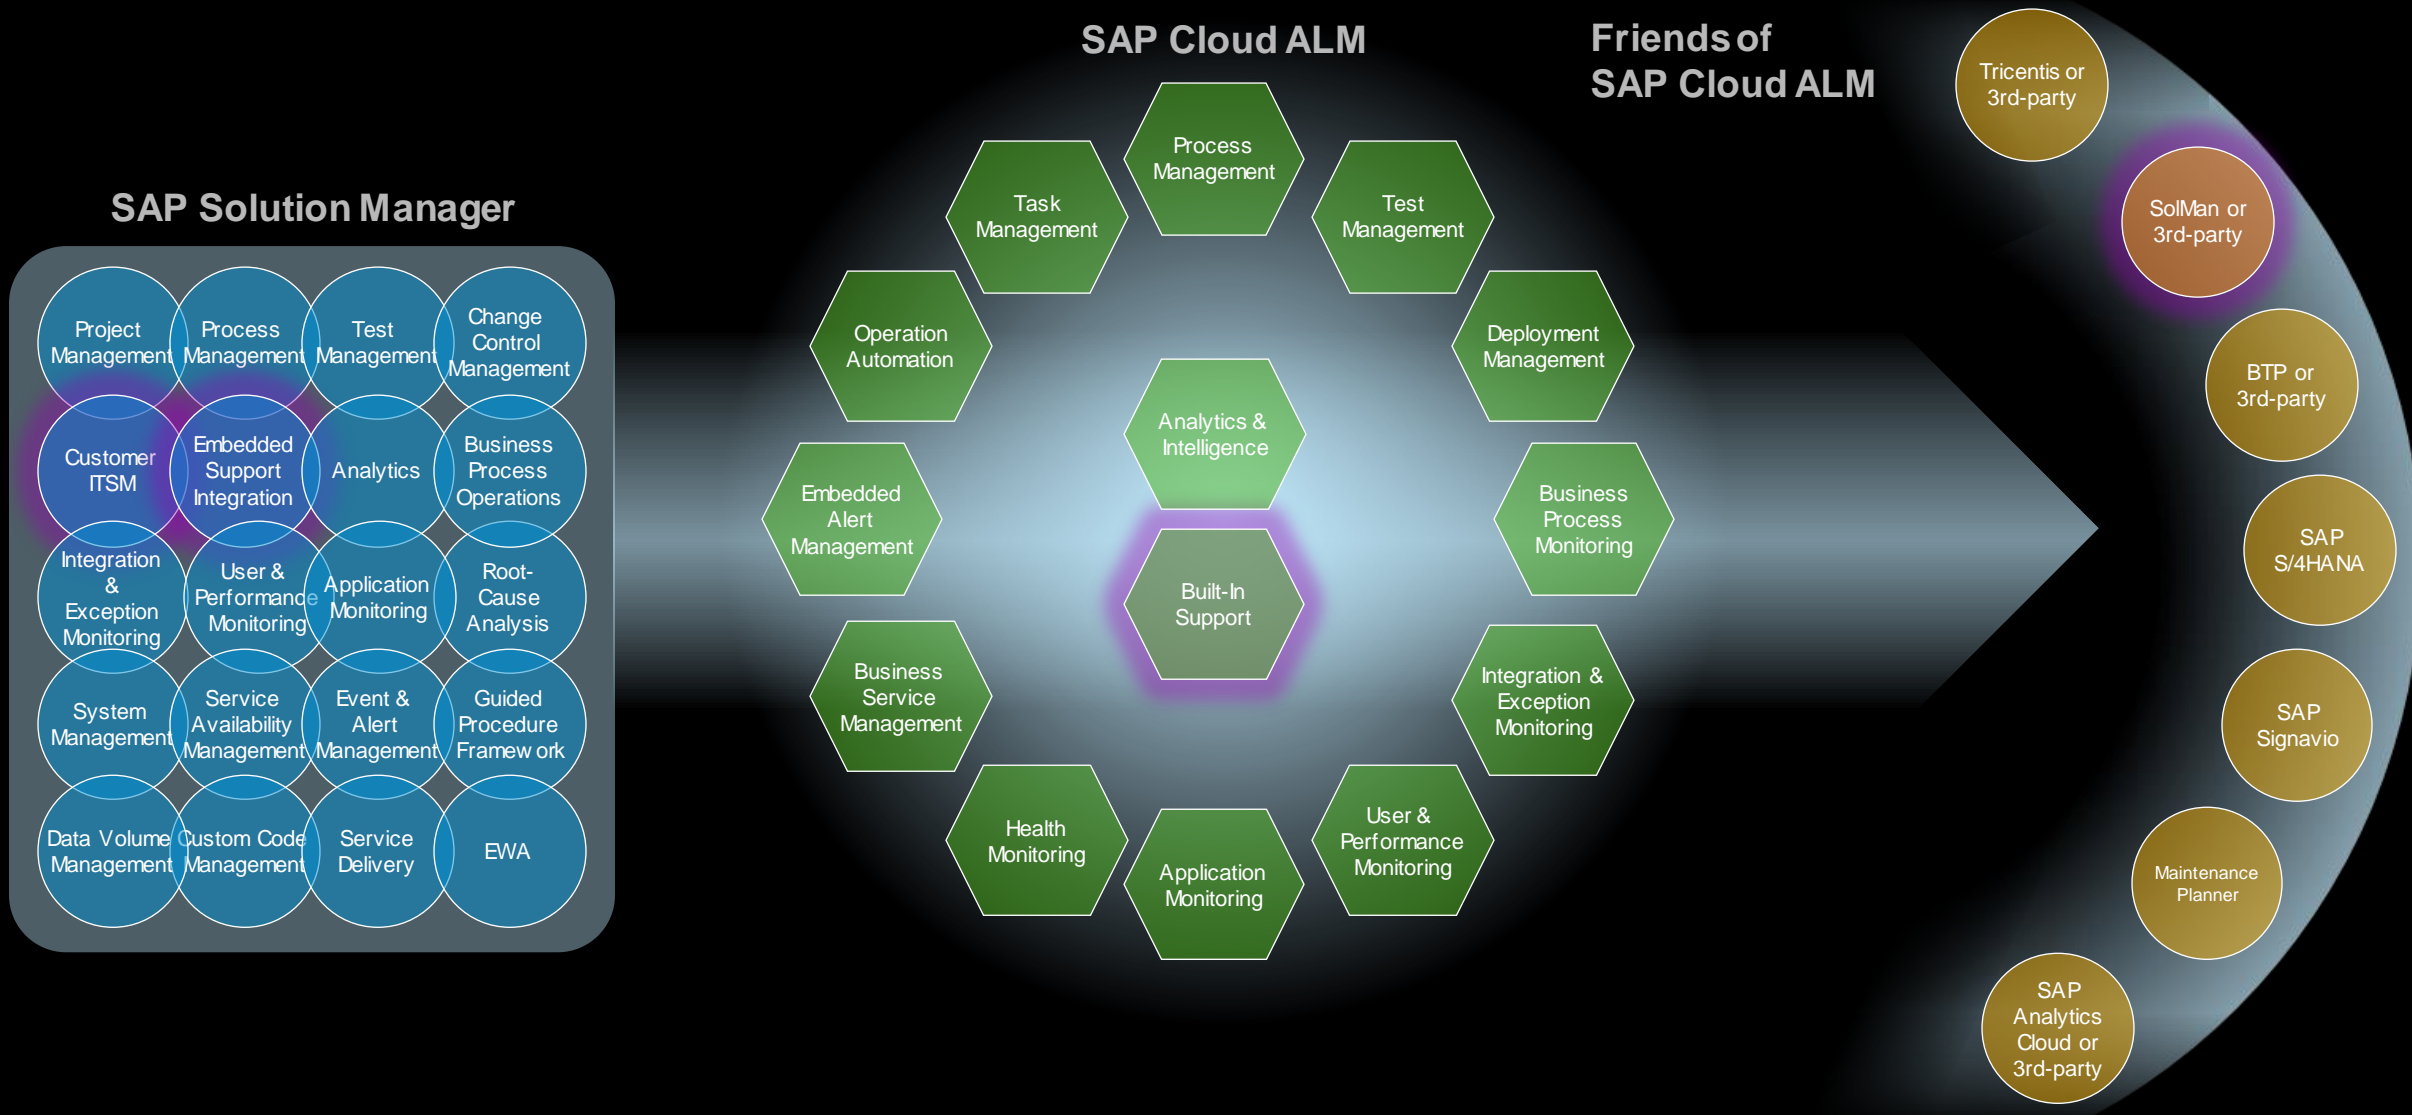 SAP Solution Manager
Project
Management
Process
Management
Test
Management
Change
Control
Management
Customer
ITSM
Embedded
Support
Integration
Analytics
Business
Process
Operations
Integration
&
Exception
Monitoring
User &
Performance
Monitoring
Application
Monitoring
Root-
Cause
Analysis
System
Management
Service
Availability
Management
Event &
Alert
Management
Guided
Procedure
Framework
Data Volume
Management
Custom Code
Management
Service
Delivery
EWA
SAP Cloud ALM
Process
Management
Task
Management
Test
Management
Operation
Automation
Deployment
Management
Analytics &
Intelligence
Embedded
Alert
Management
Business
Process
Monitoring
Built-In
Support
Business
Service
Management
Integration &
Exception
Monitoring
Health
Monitoring
Application
Monitoring
User &
Performance
Monitoring
Friends of
SAP Cloud ALM
Tricentis or
3rd-party
SolMan or
3rd-party
BTP or
3rd-party
SAP
S/4HANA
SAP
Signavio
Maintenance
Planner
SAP
Analytics
Cloud or
3rd-party